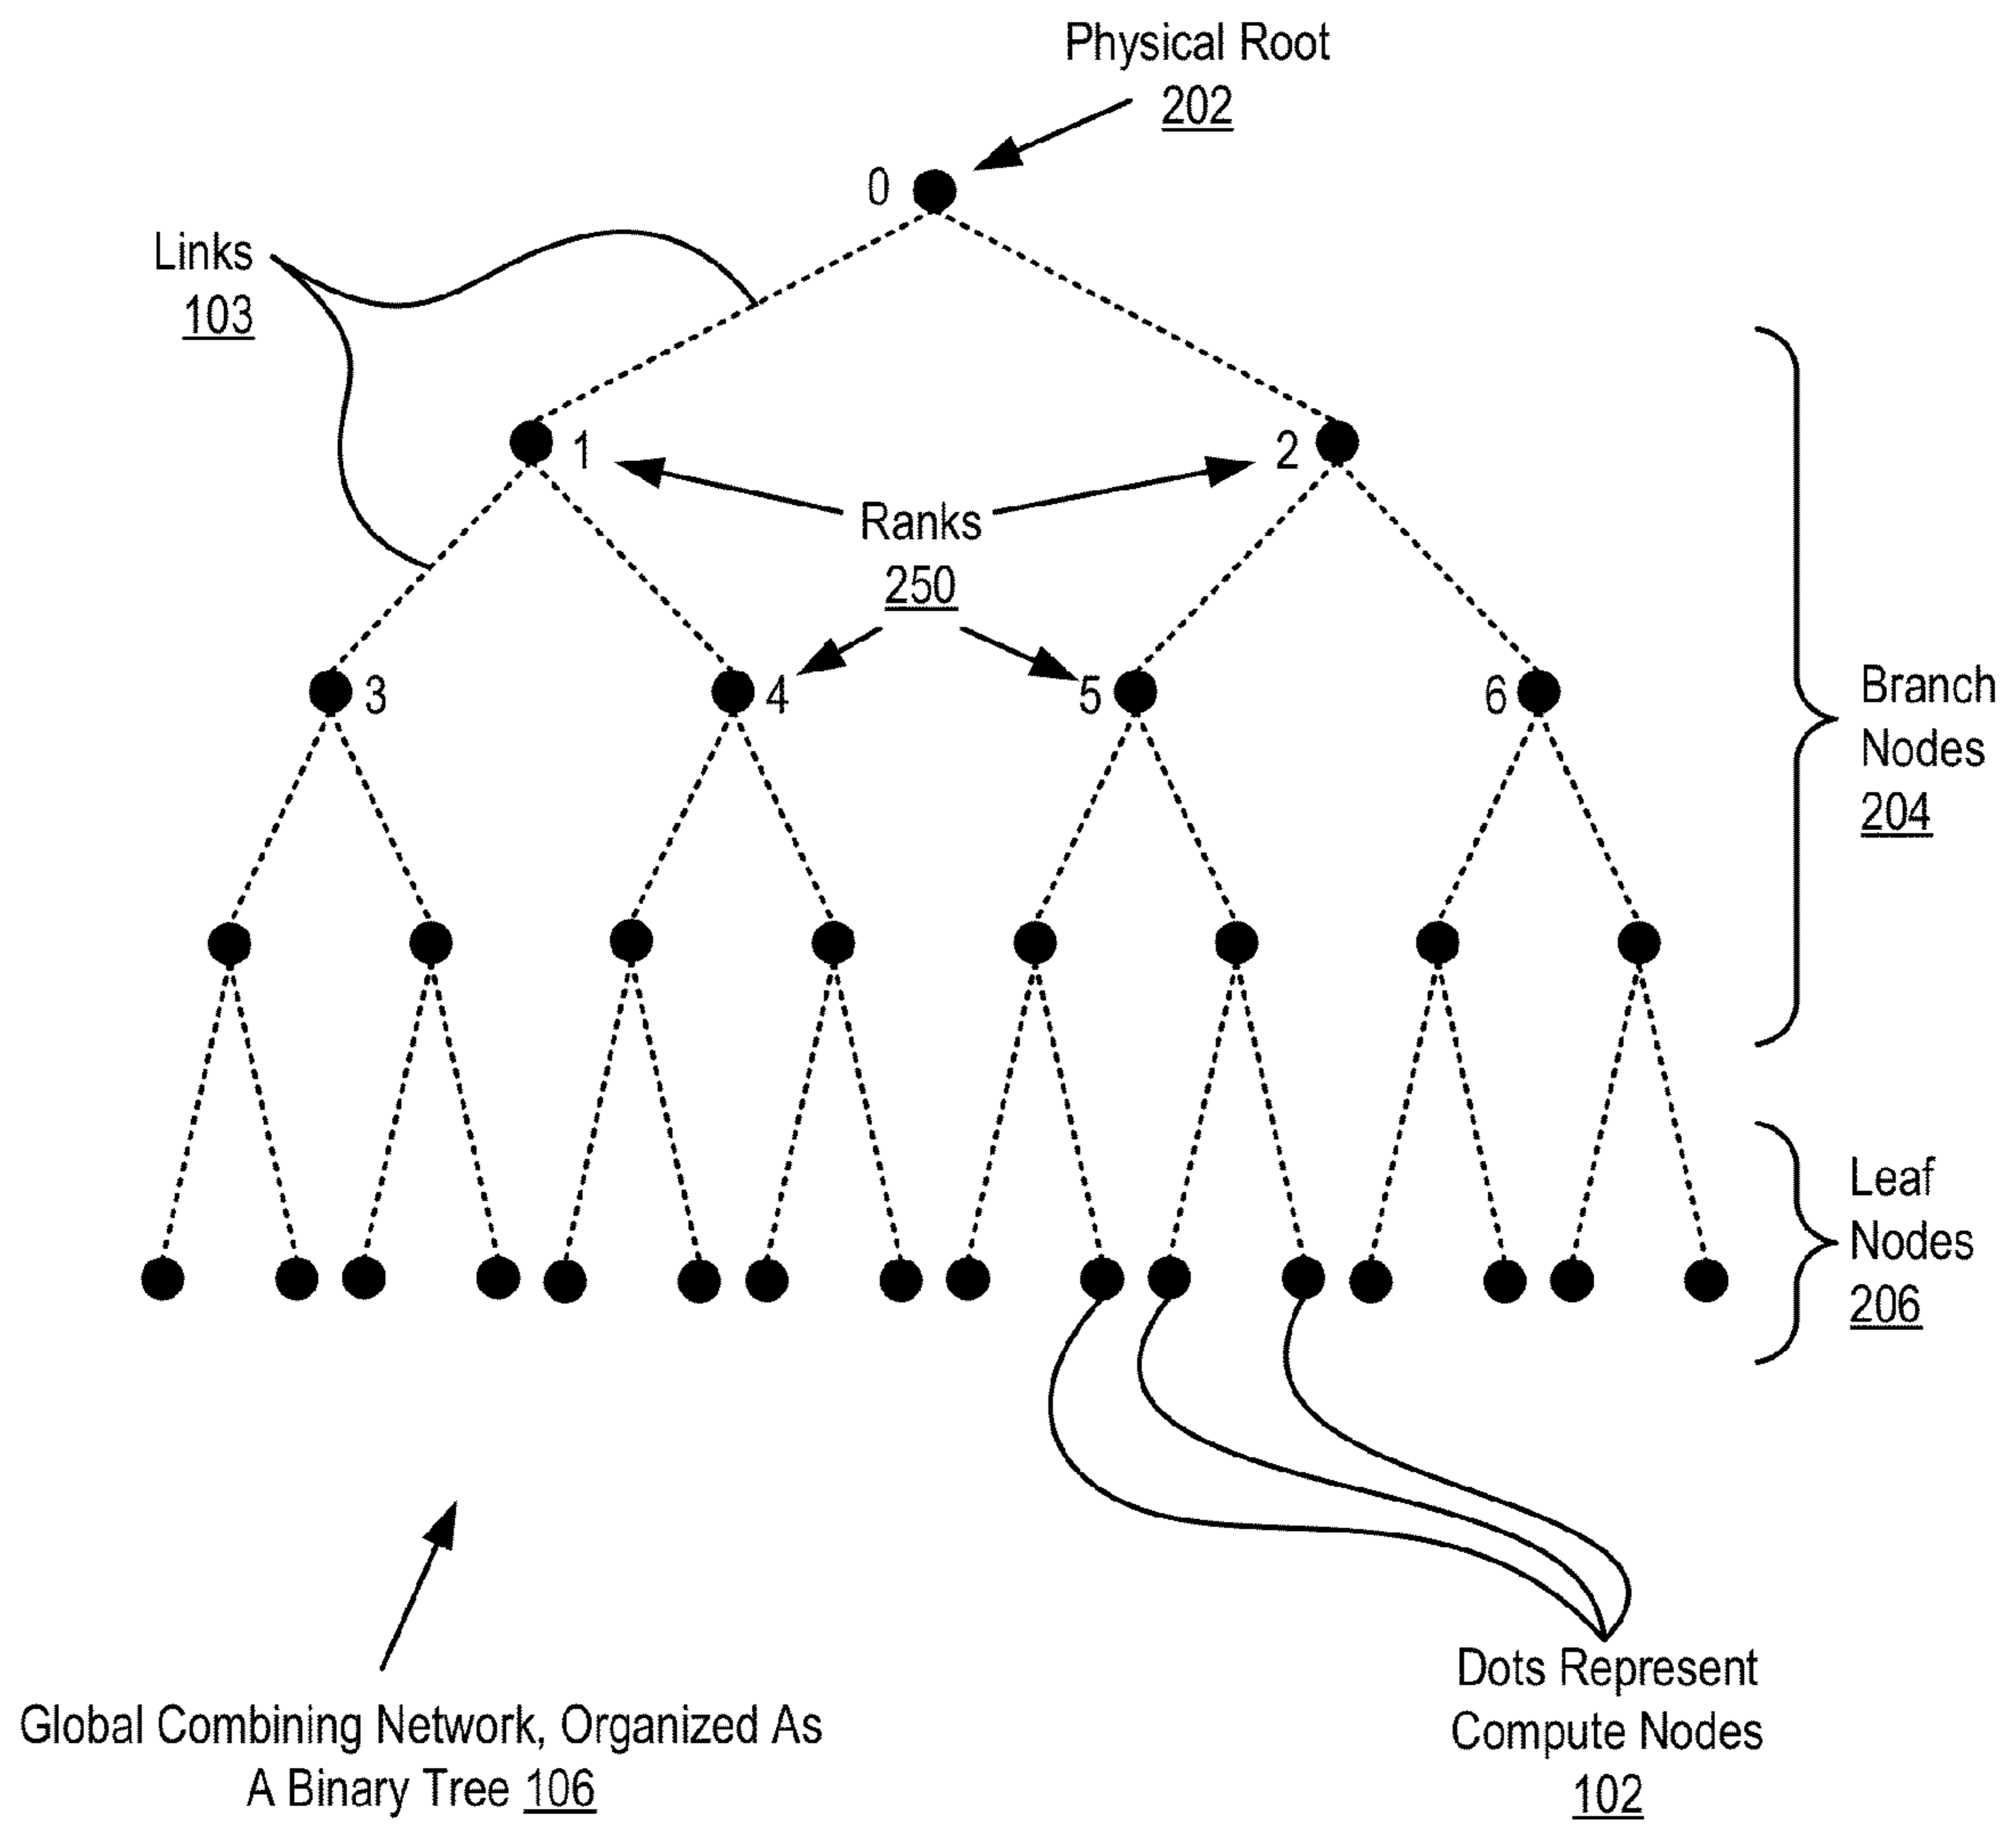 Physical Root
202
0
Links
103
1
2
Ranks
250
3
4
5
6
Branch
Nodes
204
Leaf
Nodes
206
Dots Represent
Compute Nodes
102
Global Combining Network, Organized As
A Binary Tree 106